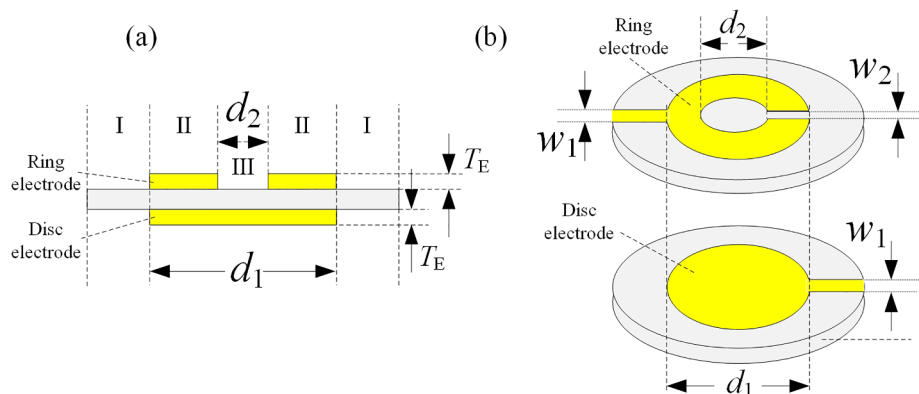 (a)
I II d2 II I
III
Ring
electrode
TE
Disc
electrode
TE
d1
(b)
d2
Ring
electrode
w2
w1
Disc
electrode
w1
d1